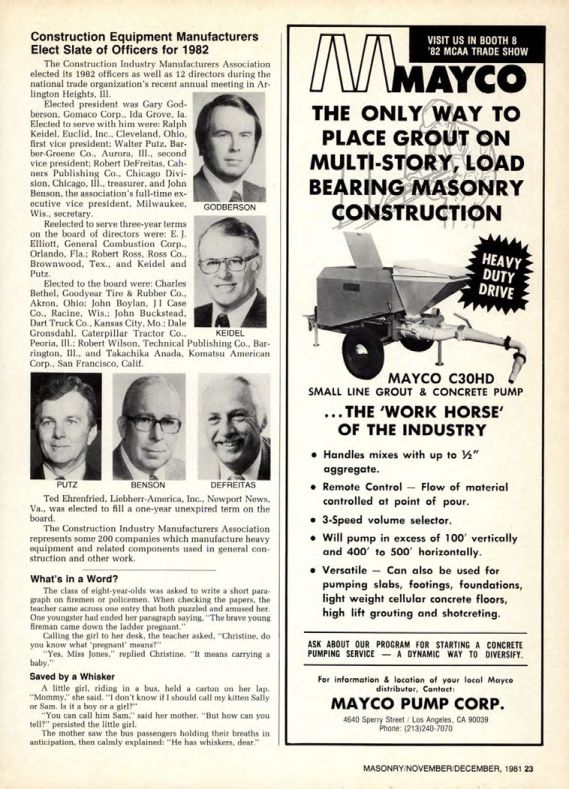 Construction Equipment Manufacturers
Elect Slate of Officers for 1982
The Construction Industry Manufacturers Association
elected its 1982 officers as well as 12 directors during the
national trade organization's recent annual meeting in Ar-
lington Heights, Ill.
Elected president was Gary God-
berson, Gomaco Corp., Ida Grove, Ia.
Elected to serve with him were: Ralph
Keidel, Euclid, Inc., Cleveland, Ohio,
first vice president; Walter Putz, Bar-
ber-Greene Co., Aurora, Ill., second
vice president; Robert DeFreitas, Cah-
ners Publishing Co., Chicago Divi-
sion, Chicago, Ill., treasurer, and John
Benson, the association's full-time ex-
ecutive vice president, Milwaukee,
Wis., secretary.
GODBERSON
Reelected to serve three-year terms
on the board of directors were: E. J.
Elliott, General Combustion Corp.,
Orlando, Fla.; Robert Ross, Ross Co.,
Brownwood, Tex., and Keidel and
Putz.
Elected to the board were: Charles
Bethel, Goodyear Tire & Rubber Co.,
Akron, Ohio; John Boylan, J I Case
Co., Racine, Wis.; John Buckstead,
Dart Truck Co., Kansas City, Mo.; Dale
Gronsdahl, Caterpillar Tractor Co.,
KEIDEL
Peoria, Ill.; Robert Wilson, Technical Publishing Co., Bar-
rington, Ill., and Takachika Anada, Komatsu American
Corp., San Francisco, Calif.
PUTZ
BENSON
DEFREITAS
Ted Ehrenfried, Liebherr-America, Inc., Newport News,
Va., was elected to fill a one-year unexpired term on the
board.
The Construction Industry Manufacturers Association
represents some 200 companies which manufacture heavy
equipment and related components used in general con-
struction and other work.
What's in a Word?
The class of eight-year-olds was asked to write a short para-
graph on firemen or policemen. When checking the papers, the
teacher came across one entry that both puzzled and amused her.
One youngster had ended her paragraph saying, "The brave young
fireman came down the ladder pregnant."
Calling the girl to her desk, the teacher asked, "Christine, do
you know what 'pregnant' means?"
"Yes, Miss Jones," replied Christine. "It means carrying a
baby."
Saved by a Whisker
A little girl, riding in a bus, held a carton on her lap.
"Mommy," she said. "I don't know if I should call my kitten Sally
or Sam. Is it a boy or a girl?"
"You can call him Sam," said her mother. "But how can you
tell?" persisted the little girl.
The mother saw the bus passengers holding their breaths in
anticipation, then calmly explained: "He has whiskers, dear."
VISIT US IN BOOTH 8
'82 MCAA TRADE SHOW
MAYCO
THE ONLY WAY TO
PLACE GROUT ON
MULTI-STORY, LOAD
BEARING MASONRY
CONSTRUCTION
HEAVY
DUTY
DRIVE
MAYCO C30HD
SMALL LINE GROUT & CONCRETE PUMP
...THE 'WORK HORSE'
OF THE INDUSTRY
• Handles mixes with up to ½"
aggregate.
• Remote Control — Flow of material
controlled at point of pour.
• 3-Speed volume selector.
• Will pump in excess of 100' vertically
and 400' to 500' horizontally.
• Versatile — Can also be used for
pumping slabs, footings, foundations,
light weight cellular concrete floors,
high lift grouting and shotcreting.
ASK ABOUT OUR PROGRAM FOR STARTING A CONCRETE
PUMPING SERVICE — A DYNAMIC WAY TO DIVERSIFY.
For information & location of your local Mayco
distributor, Contact:
MAYCO PUMP CORP.
4640 Sperry Street / Los Angeles, CA 90039
Phone: (213)240-7070
MASONRY/NOVEMBER/DECEMBER, 1981 23